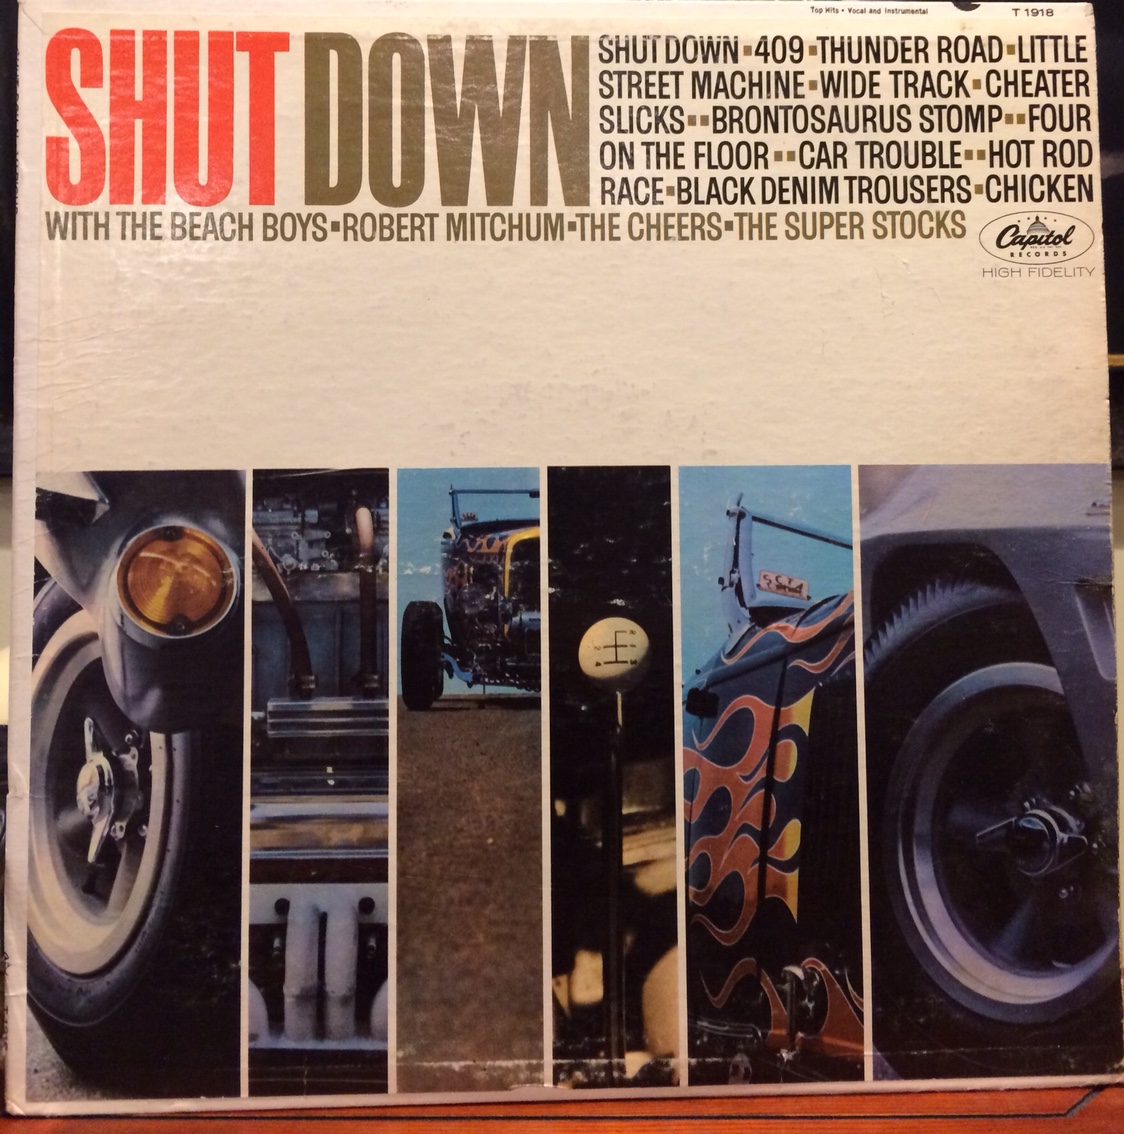 Top Hits • Vocal and Instrumental
T 1918
SHUT DOWN
SHUT DOWN▪409▪THUNDER ROAD▪LITTLE
STREET MACHINE▪WIDE TRACK▪CHEATER
SLICKS▪▪BRONTOSAURUS STOMP▪▪FOUR
ON THE FLOOR▪▪CAR TROUBLE▪▪HOT ROD
RACE▪BLACK DENIM TROUSERS▪CHICKEN
WITH THE BEACH BOYS▪ROBERT MITCHUM▪THE CHEERS▪THE SUPER STOCKS
Capitol
RECORDS
HIGH FIDELITY
SCTA